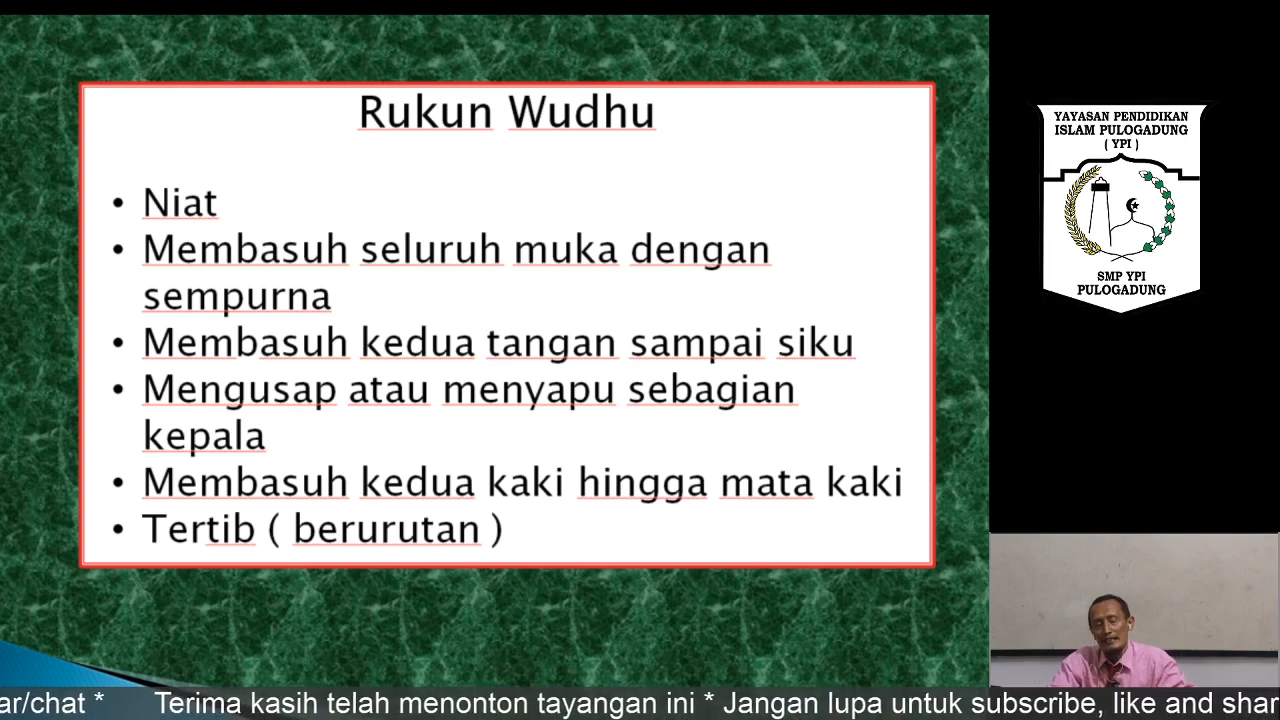 Rukun Wudhu
• Niat
• Membasuh seluruh muka dengan
sempurna
• Membasuh kedua tangan sampai siku
• Mengusap atau menyapu sebagian
kepala
• Membasuh kedua kaki hingga mata kaki
• Tertib ( berurutan )
YAYASAN PENDIDIKAN
ISLAM PULOGADUNG
( YPI )
SMP YPI
PULOGADUNG
ar/chat * Terima kasih telah menonton tayangan ini * Jangan lupa untuk subscribe, like and shar